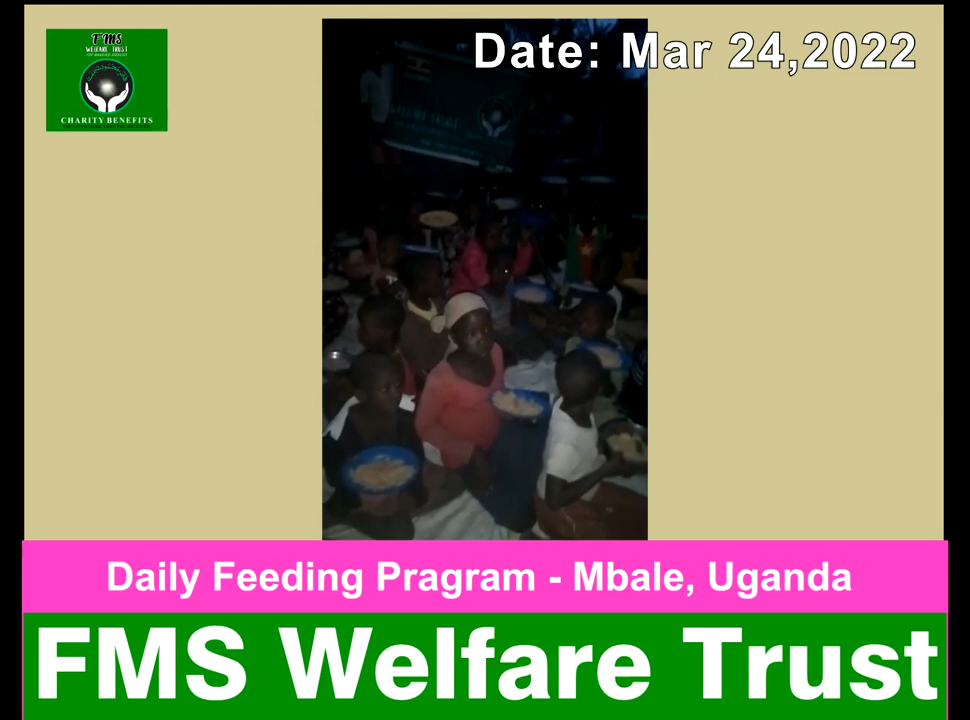 FMS
WELFARE TRUST
CHARITY BENEFITS
Date: Mar 24,2022
Daily Feeding Pragram - Mbale, Uganda
FMS Welfare Trust